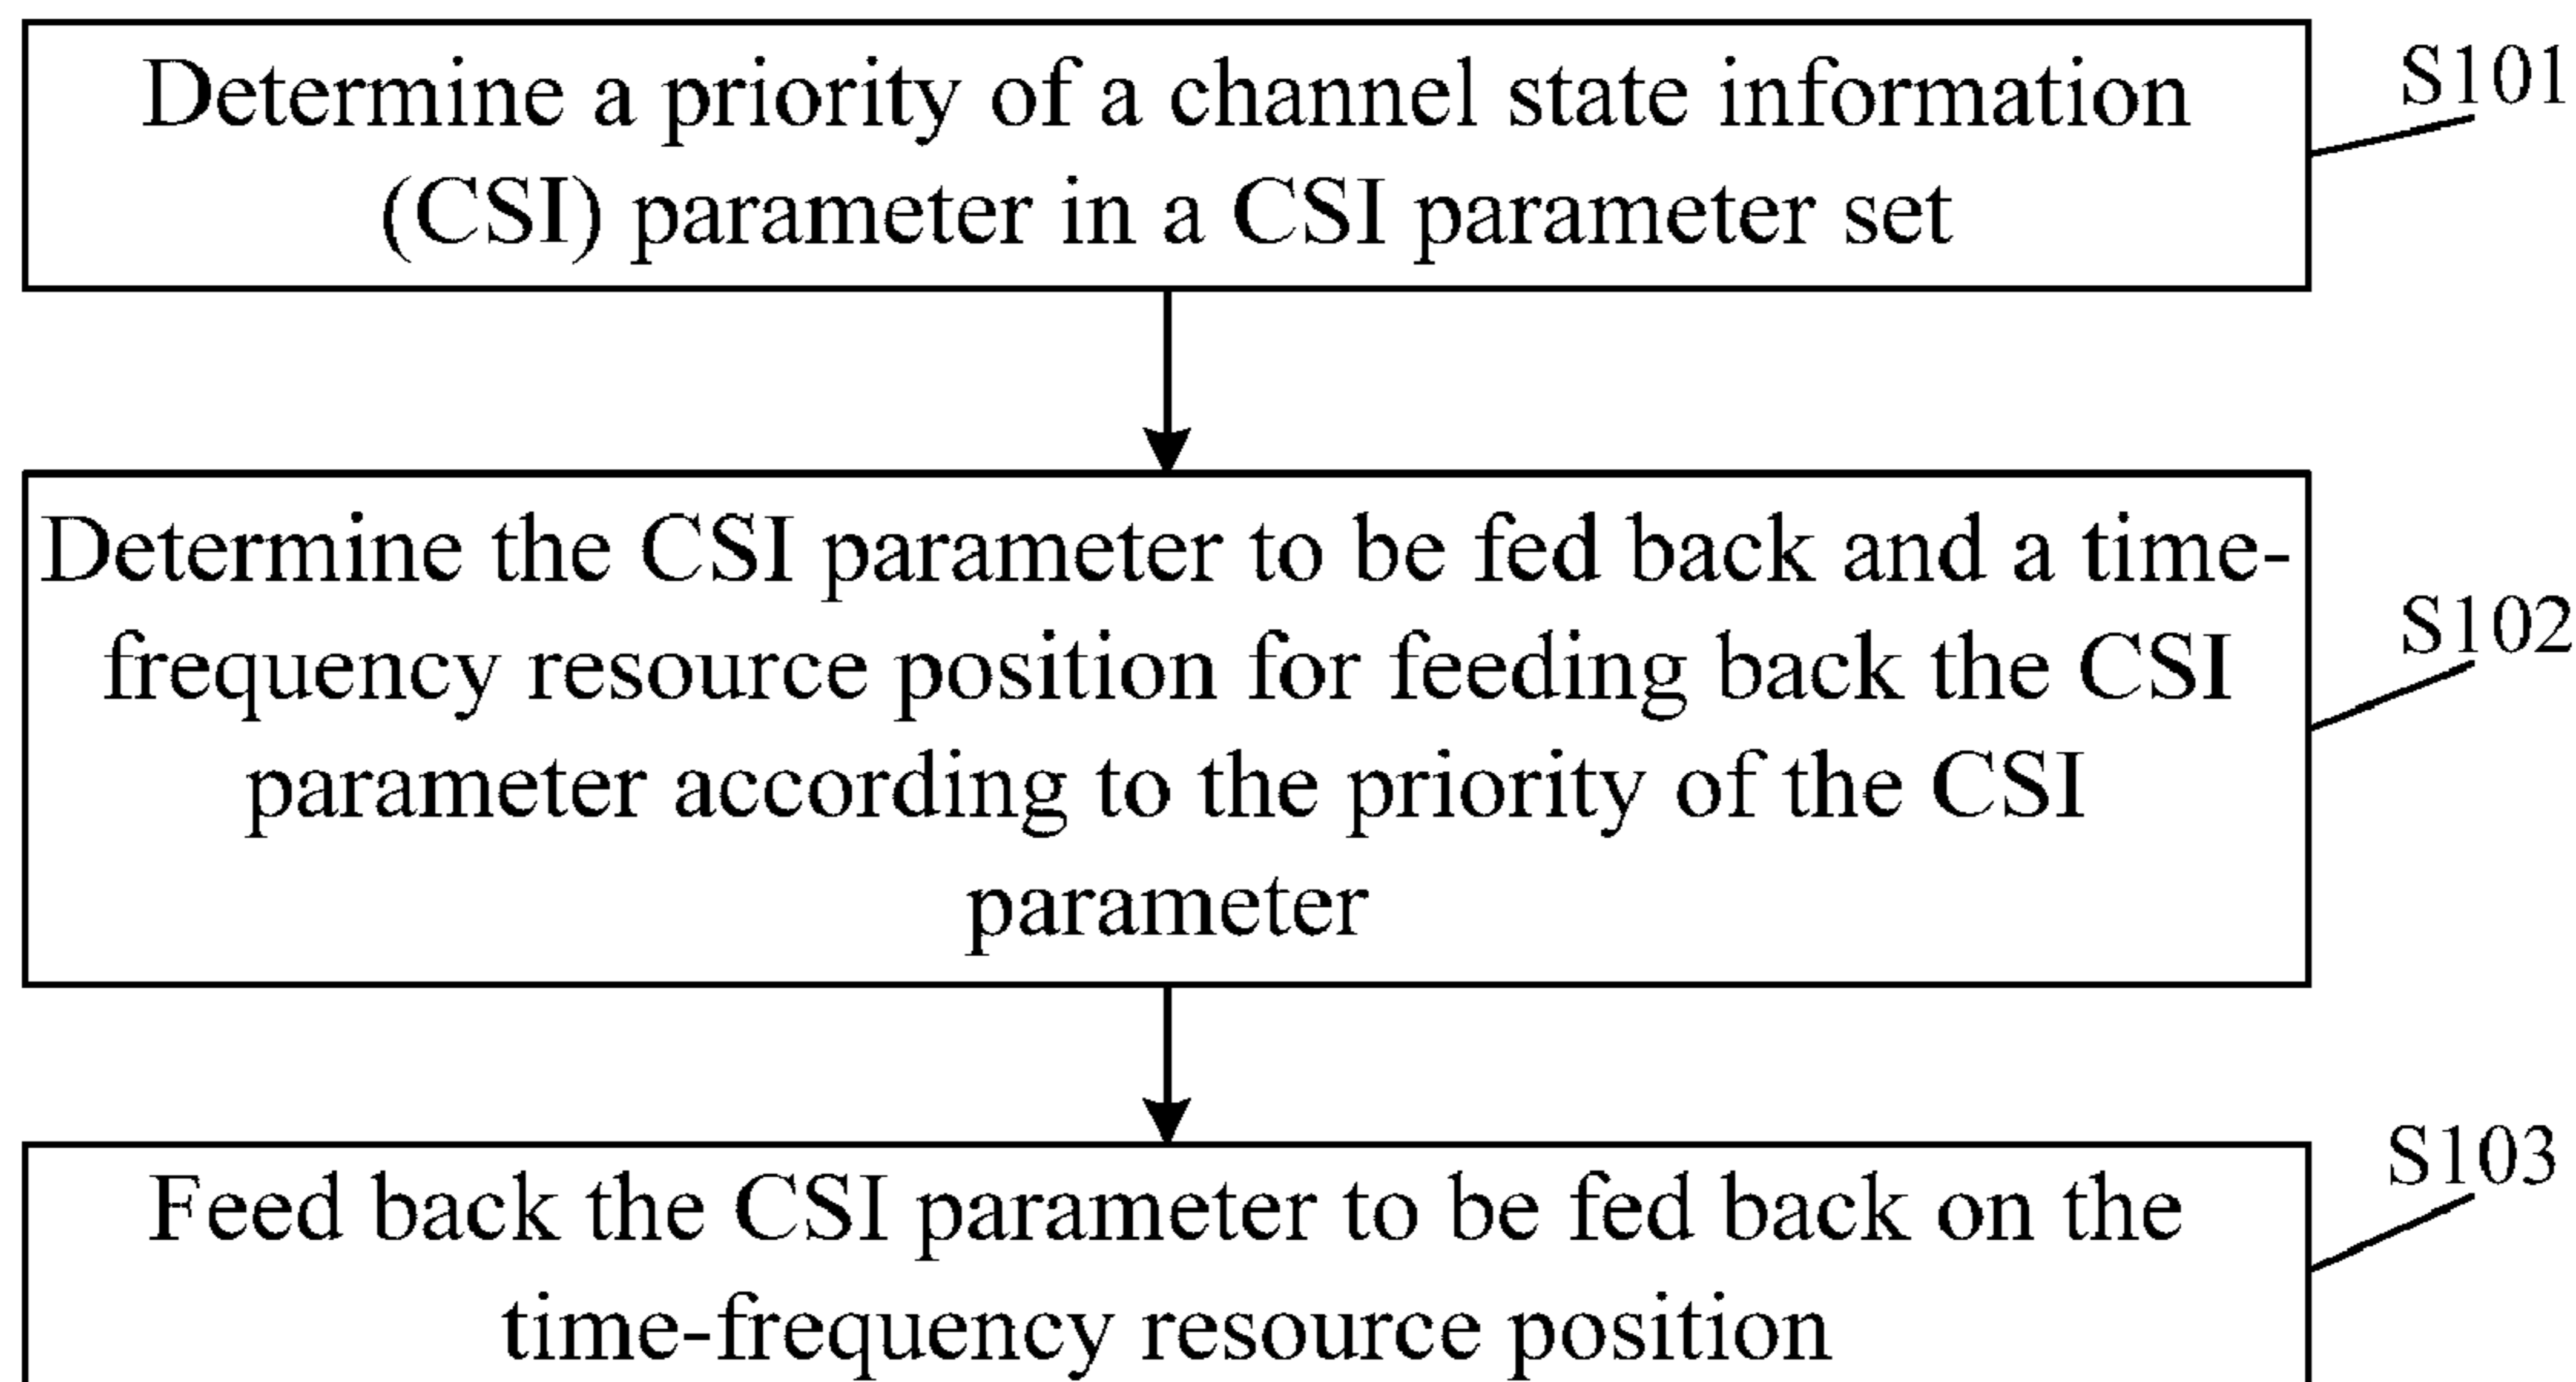 Determine a priority of a channel state information
(CSI) parameter in a CSI parameter set
S101
Determine the CSI parameter to be fed back and a time-
frequency resource position for feeding back the CSI
parameter according to the priority of the CSI
parameter
S102
Feed back the CSI parameter to be fed back on the
time-frequency resource position
S103